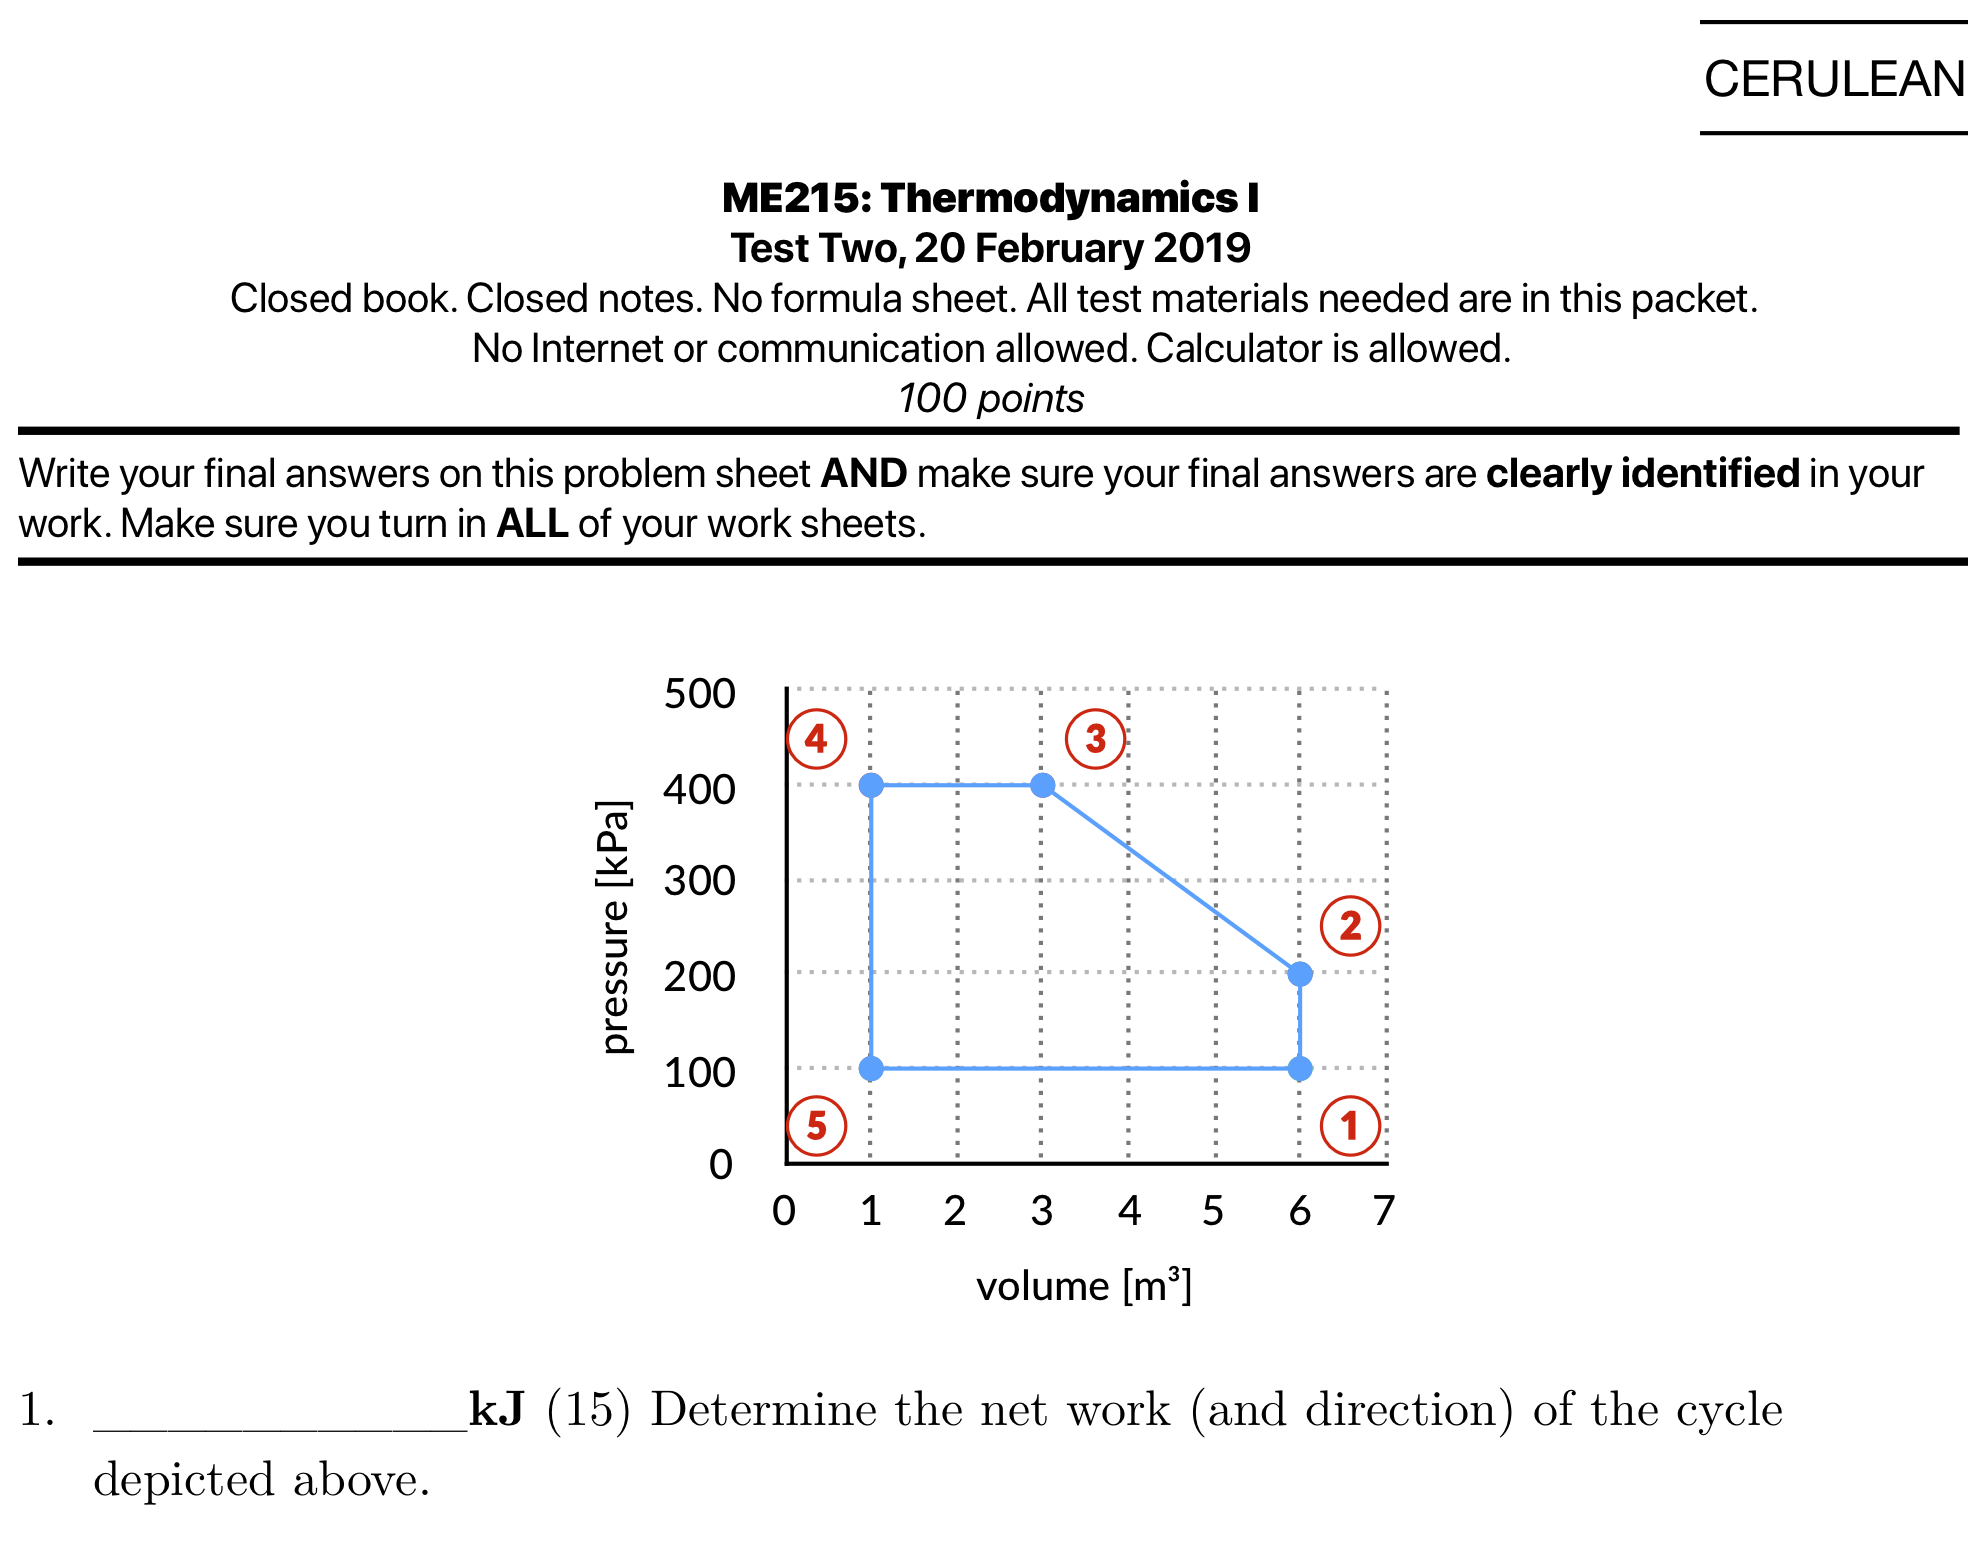 CERULEAN
ME215: Thermodynamics I
Test Two, 20 February 2019
Closed book. Closed notes. No formula sheet. All test materials needed are in this packet.
No Internet or communication allowed. Calculator is allowed.
100 points
Write your final answers on this problem sheet AND make sure your final answers are clearly identified in your
work. Make sure you turn in ALL of your work sheets.
500
4
3
400
pressure [kPa]
300
2
200
100
5
1
0
0 1 2 3 4 5 6 7
volume [m³]
1. __________kJ (15) Determine the net work (and direction) of the cycle
depicted above.